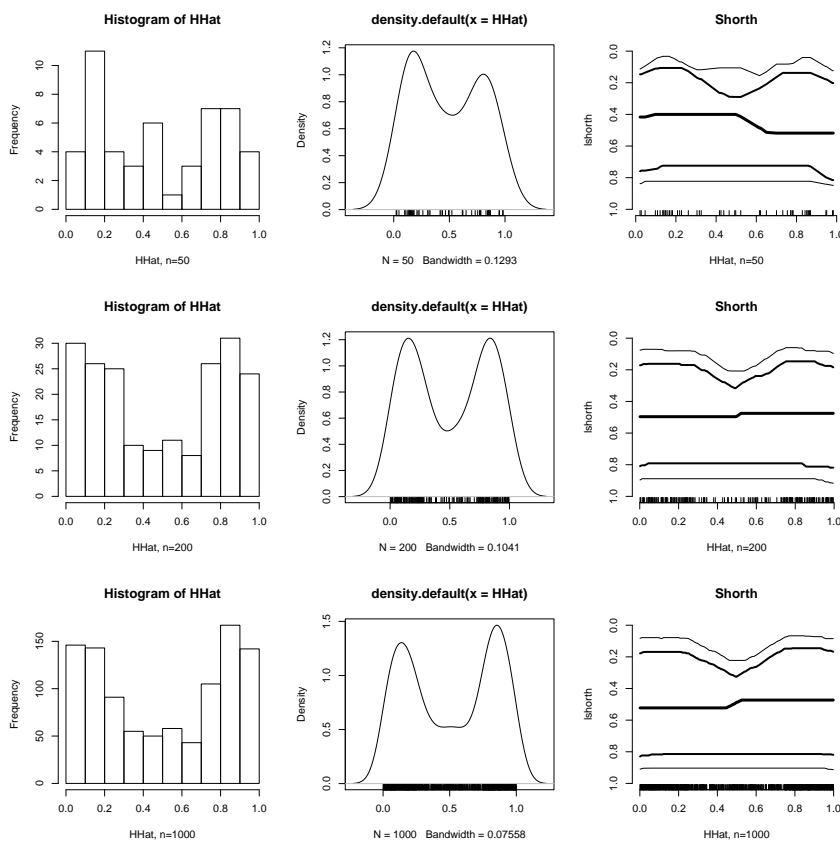 Histogram of HHat
Frequency
0 2 4 6 8 10
0.0 0.2 0.4 0.6 0.8 1.0
HHat, n=50
density.default(x = HHat)
Density
0.0 0.2 0.4 0.6 0.8 1.0 1.2
0.0 0.5 1.0
N = 50 Bandwidth = 0.1293
Shorth
lshorth
0.0 0.2 0.4 0.6 0.8 1.0
0.0 0.2 0.4 0.6 0.8 1.0
HHat, n=50
Histogram of HHat
Frequency
0 5 10 15 20 25 30
0.0 0.2 0.4 0.6 0.8 1.0
HHat, n=200
density.default(x = HHat)
Density
0.0 0.2 0.4 0.6 0.8 1.0 1.2
0.0 0.5 1.0
N = 200 Bandwidth = 0.1041
Shorth
lshorth
0.0 0.2 0.4 0.6 0.8 1.0
0.0 0.2 0.4 0.6 0.8 1.0
HHat, n=200
Histogram of HHat
Frequency
0 50 100 150
0.0 0.2 0.4 0.6 0.8 1.0
HHat, n=1000
density.default(x = HHat)
Density
0.0 0.5 1.0 1.5
0.0 0.5 1.0
N = 1000 Bandwidth = 0.07558
Shorth
lshorth
0.0 0.2 0.4 0.6 0.8 1.0
0.0 0.2 0.4 0.6 0.8 1.0
HHat, n=1000